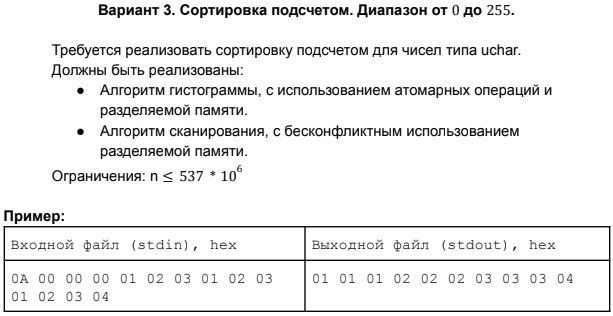 Вариант 3. Сортировка подсчетом. Диапазон от 0 до 255.
Требуется реализовать сортировку подсчетом для чисел типа uchar.
Должны быть реализованы:
● Алгоритм гистограммы, с использованием атомарных операций и
разделяемой памяти.
● Алгоритм сканирования, с бесконфликтным использованием
разделяемой памяти.
Ограничения: n ≤ 537 * 10⁶
Пример:
Входной файл (stdin), hex
Выходной файл (stdout), hex
0A 00 00 00 01 02 03 01 02 03
01 02 03 04
01 01 01 02 02 02 03 03 03 04